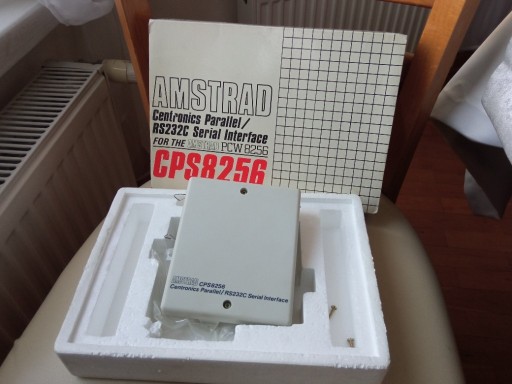 AMSTRAD
Centronics Parallel/
RS232C Serial Interface
FOR THE AMSTRAD PCW 8256
CPS8256
AMSTRAD CPS8256
Centronics Parallel/RS232C Serial Interface